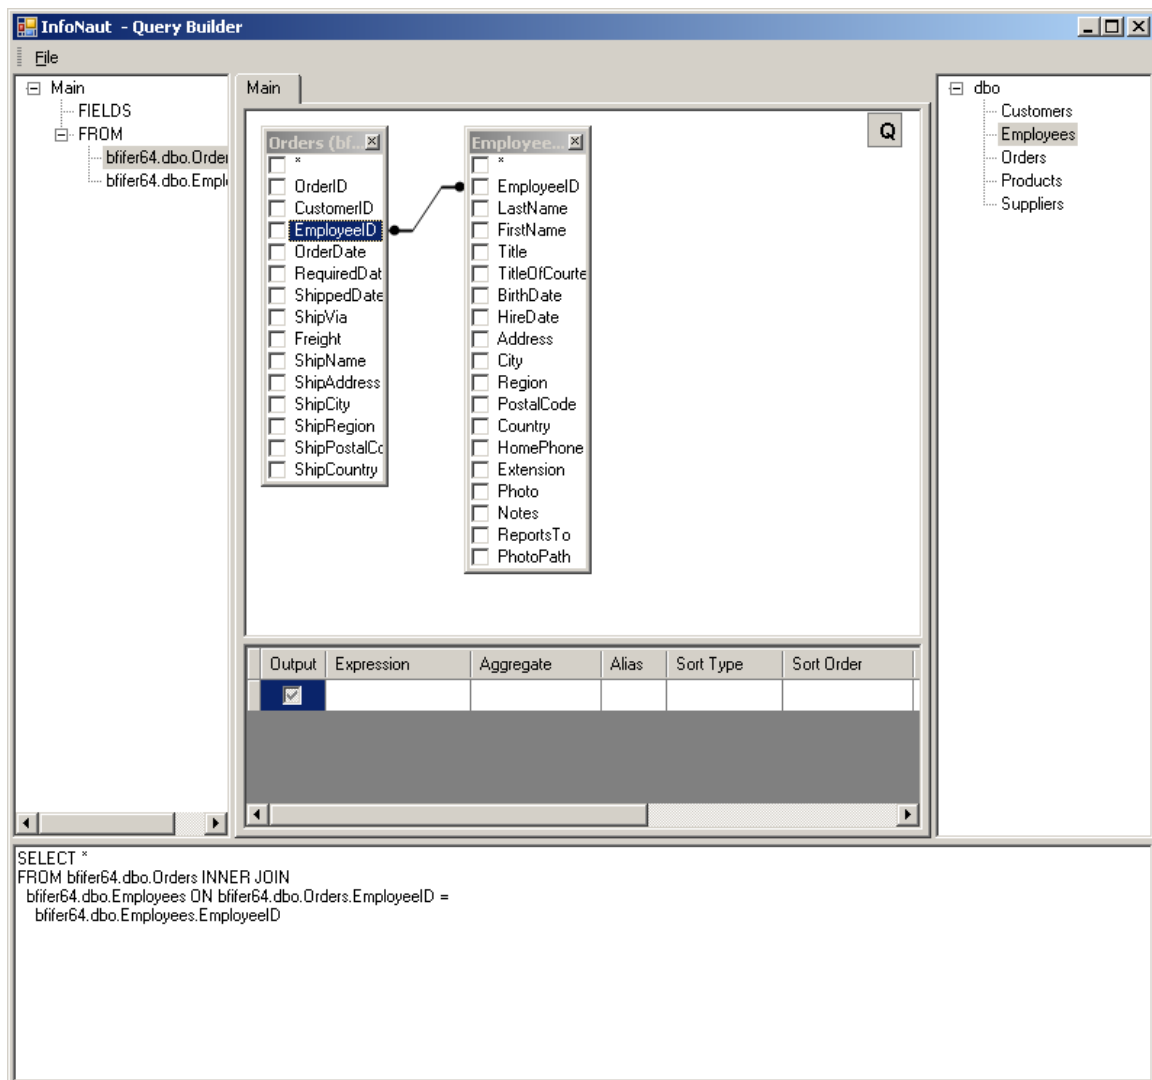 InfoNaut - Query Builder
File
Main
FIELDS
FROM
bfifer64.dbo.Order
bfifer64.dbo.Empl
Main
Q
Orders (bf...
*
OrderID
CustomerID
EmployeeID
OrderDate
RequiredDat
ShippedDate
ShipVia
Freight
ShipName
ShipAddress
ShipCity
ShipRegion
ShipPostalCo
ShipCountry
Employee...
*
EmployeeID
LastName
FirstName
Title
TitleOfCourte
BirthDate
HireDate
Address
City
Region
PostalCode
Country
HomePhone
Extension
Photo
Notes
ReportsTo
PhotoPath
Output Expression Aggregate Alias Sort Type Sort Order
dbo
Customers
Employees
Orders
Products
Suppliers
SELECT *
FROM bfifer64.dbo.Orders INNER JOIN
bfifer64.dbo.Employees ON bfifer64.dbo.Orders.EmployeeID =
bfifer64.dbo.Employees.EmployeeID